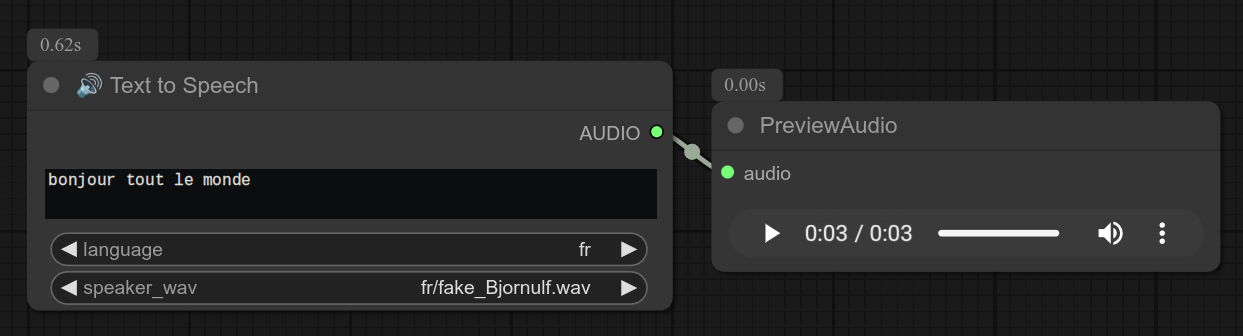 0.62s
🔊 Text to Speech
AUDIO
bonjour tout le monde
language fr
speaker_wav fr/fake_Bjornulf.wav
0.00s
PreviewAudio
audio
0:03 / 0:03